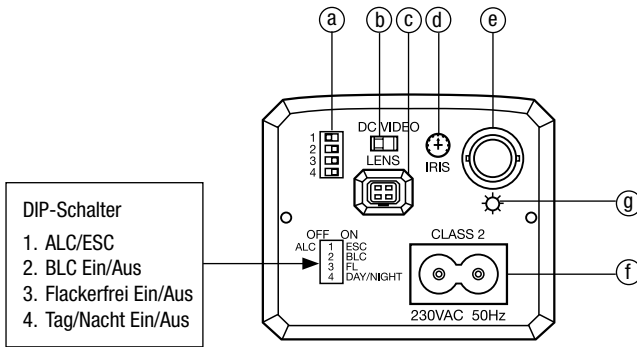 a b c d e
DC VIDEO
1
2
3
4
LENS
IRIS
g
DIP-Schalter
1. ALC/ESC
2. BLC Ein/Aus
3. Flackerfrei Ein/Aus
4. Tag/Nacht Ein/Aus
OFF ON
ALC 1 ESC
2 BLC
3 FL
4 DAY/NIGHT
CLASS 2
f
230VAC 50Hz